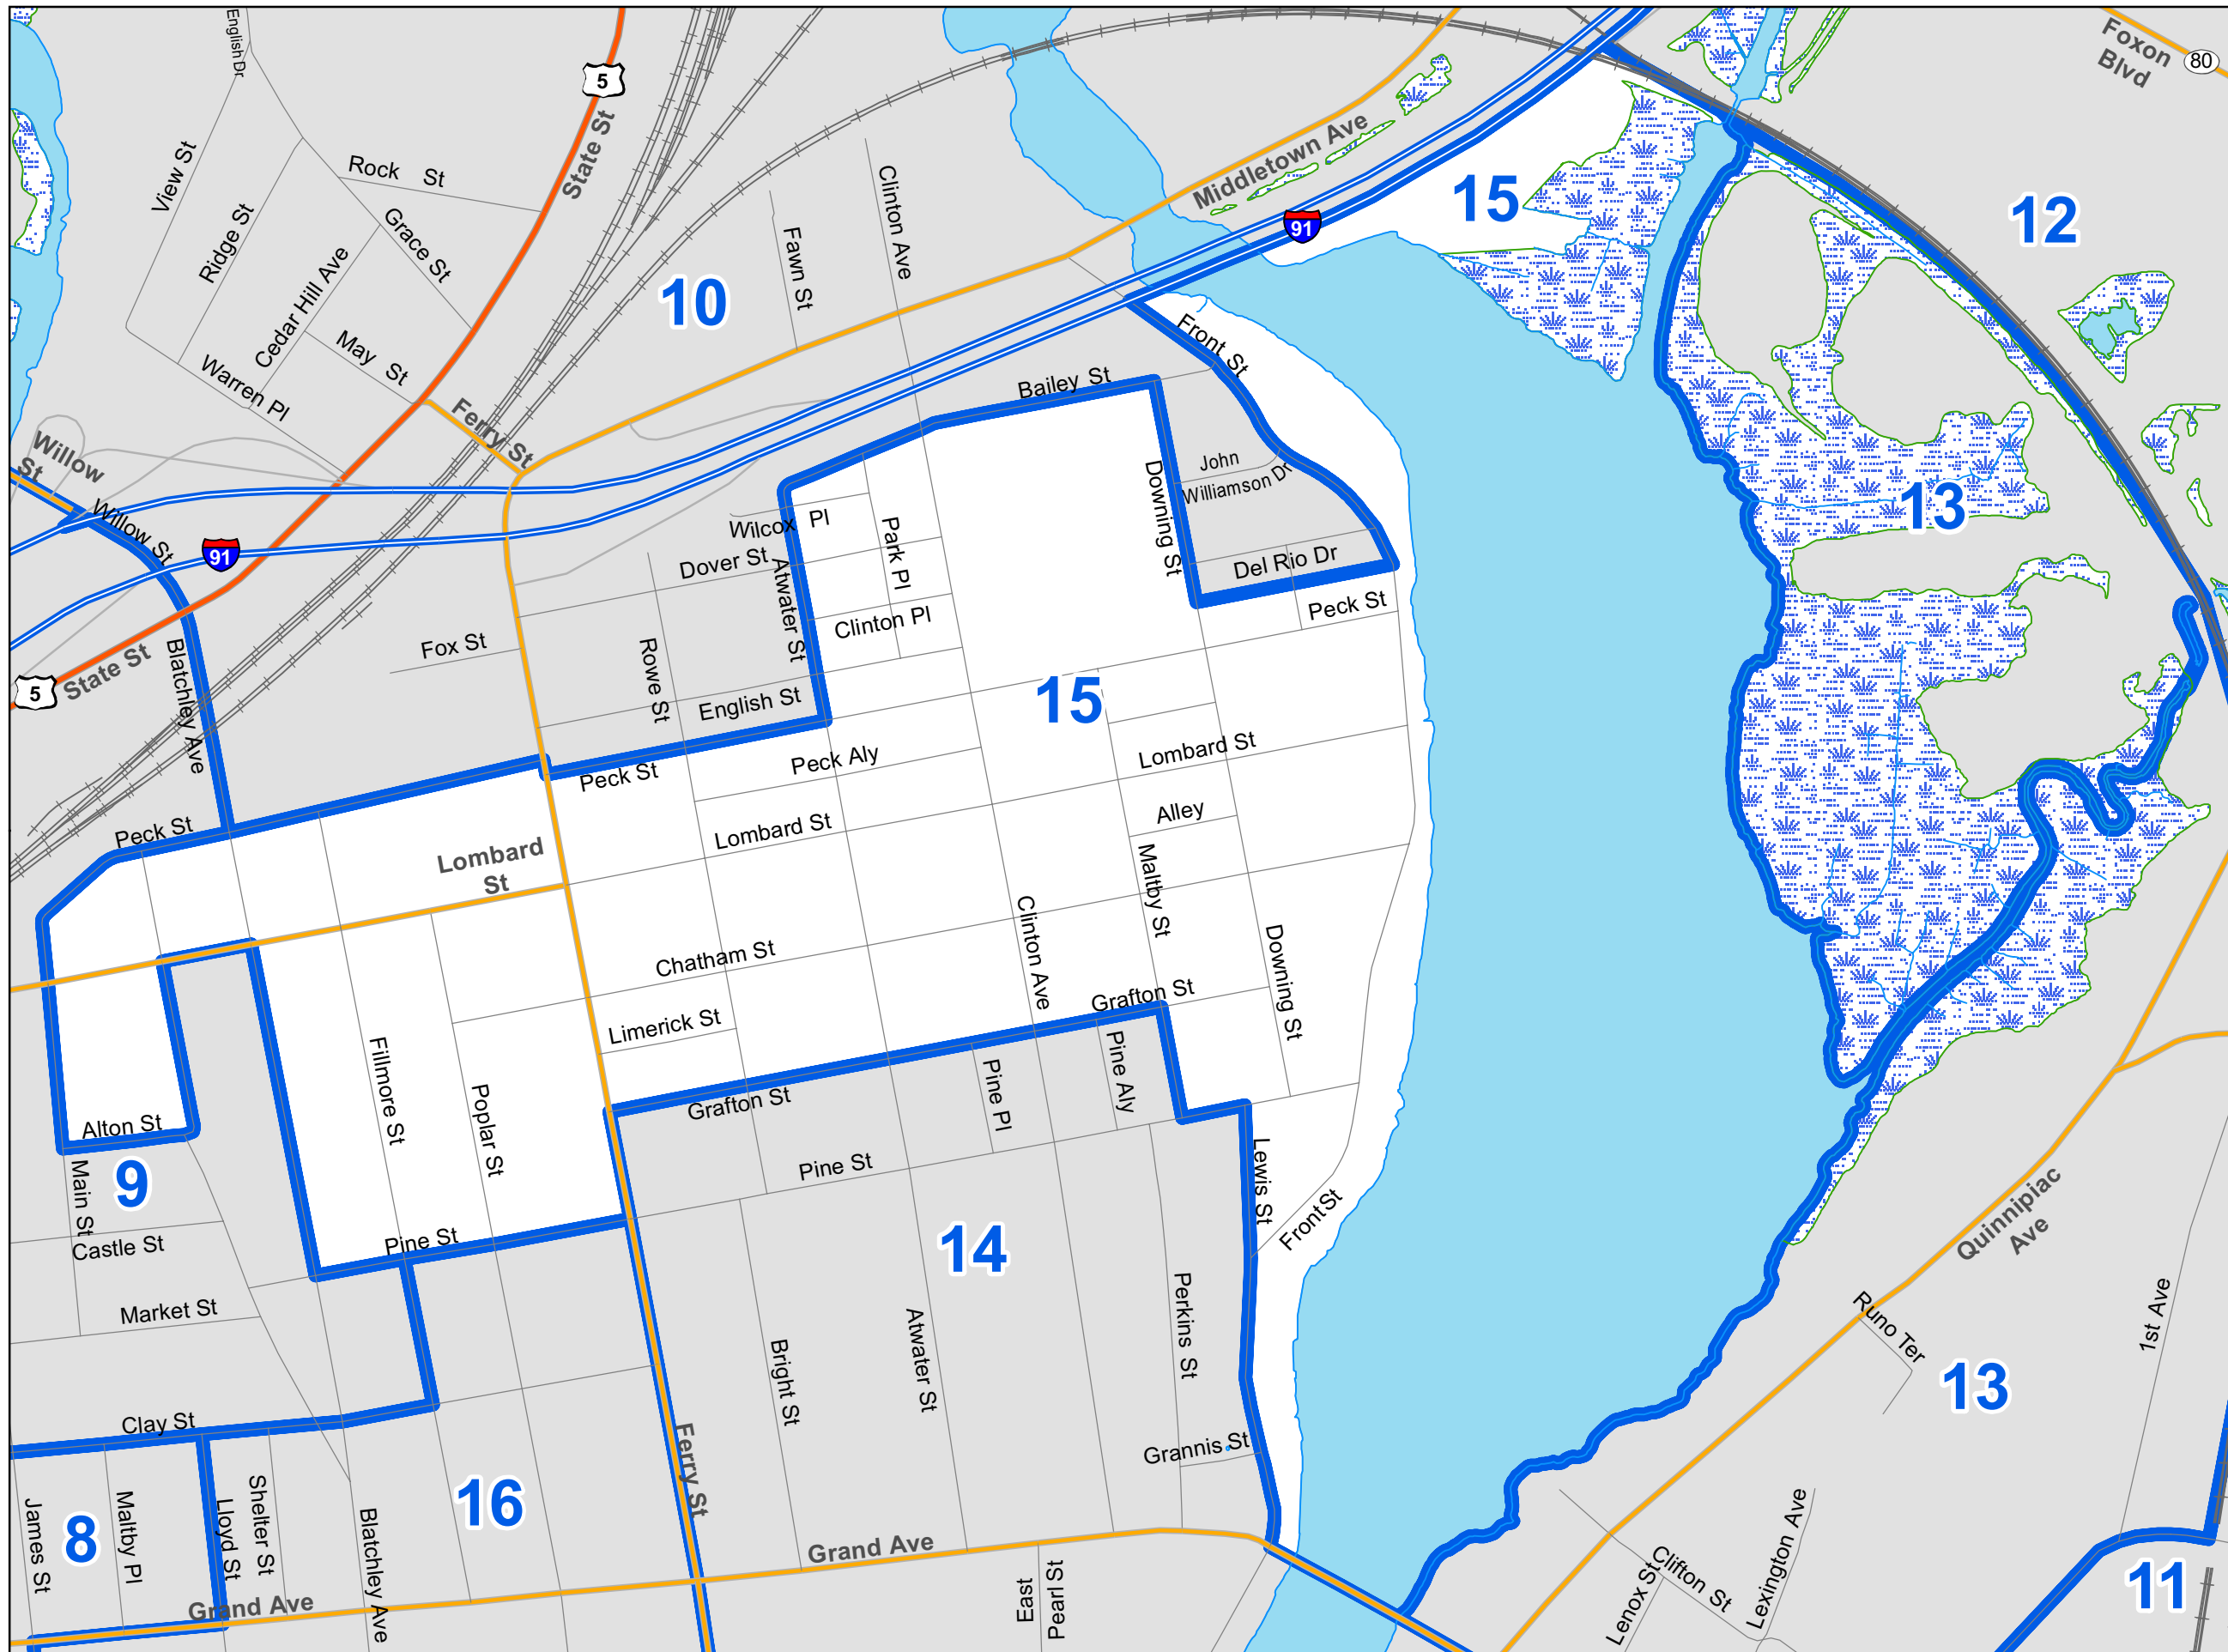 English Dr
5
State St
Foxon
Blvd
80
View St
Rock St
Ridge St
Grace St
Cedar Hill Ave
May St
Warren Pl
Clinton Ave
Fawn St
Middletown Ave
91
15
12
10
Front St
Bailey St
Ferry St
Willow
St
Willow St
91
John
Williamson Dr
Downing St
Wilcox Pl
Park Pl
Dover St
Atwater St
Del Rio Dr
Peck St
Clinton Pl
13
Fox St
Rowe St
English St
5
State St
Blatchley Ave
15
Peck St
Peck Aly
Lombard St
Peck St
Lombard
St
Lombard St
Alley
Maltby St
Chatham St
Clinton Ave
Downing St
Grafton St
Limerick St
Fillmore St
Poplar St
Pine Pl
Pine Aly
Grafton St
Alton St
9
Main St
Castle St
Pine St
Pine St
14
Lewis St
Front St
Quinnipiac
Ave
Market St
Perkins St
Runo Ter
1st Ave
Bright St
Atwater St
13
Clay St
Ferry St
Grannis St
James St
8
Maltby Pl
Lloyd St
Shelter St
Blatchley Ave
16
Grand Ave
Grand Ave
East
Pearl St
Lenox St
Clifton St
Lexington Ave
11